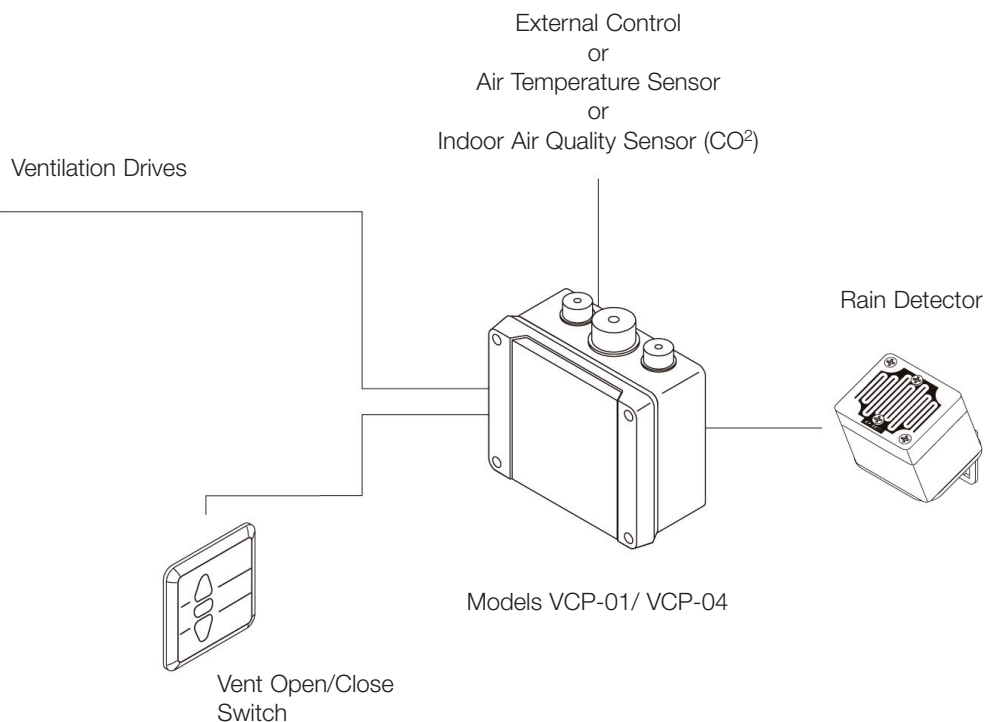 External Control
or
Air Temperature Sensor
or
Indoor Air Quality Sensor (CO²)
Ventilation Drives
Rain Detector
Models VCP-01/ VCP-04
Vent Open/Close
Switch